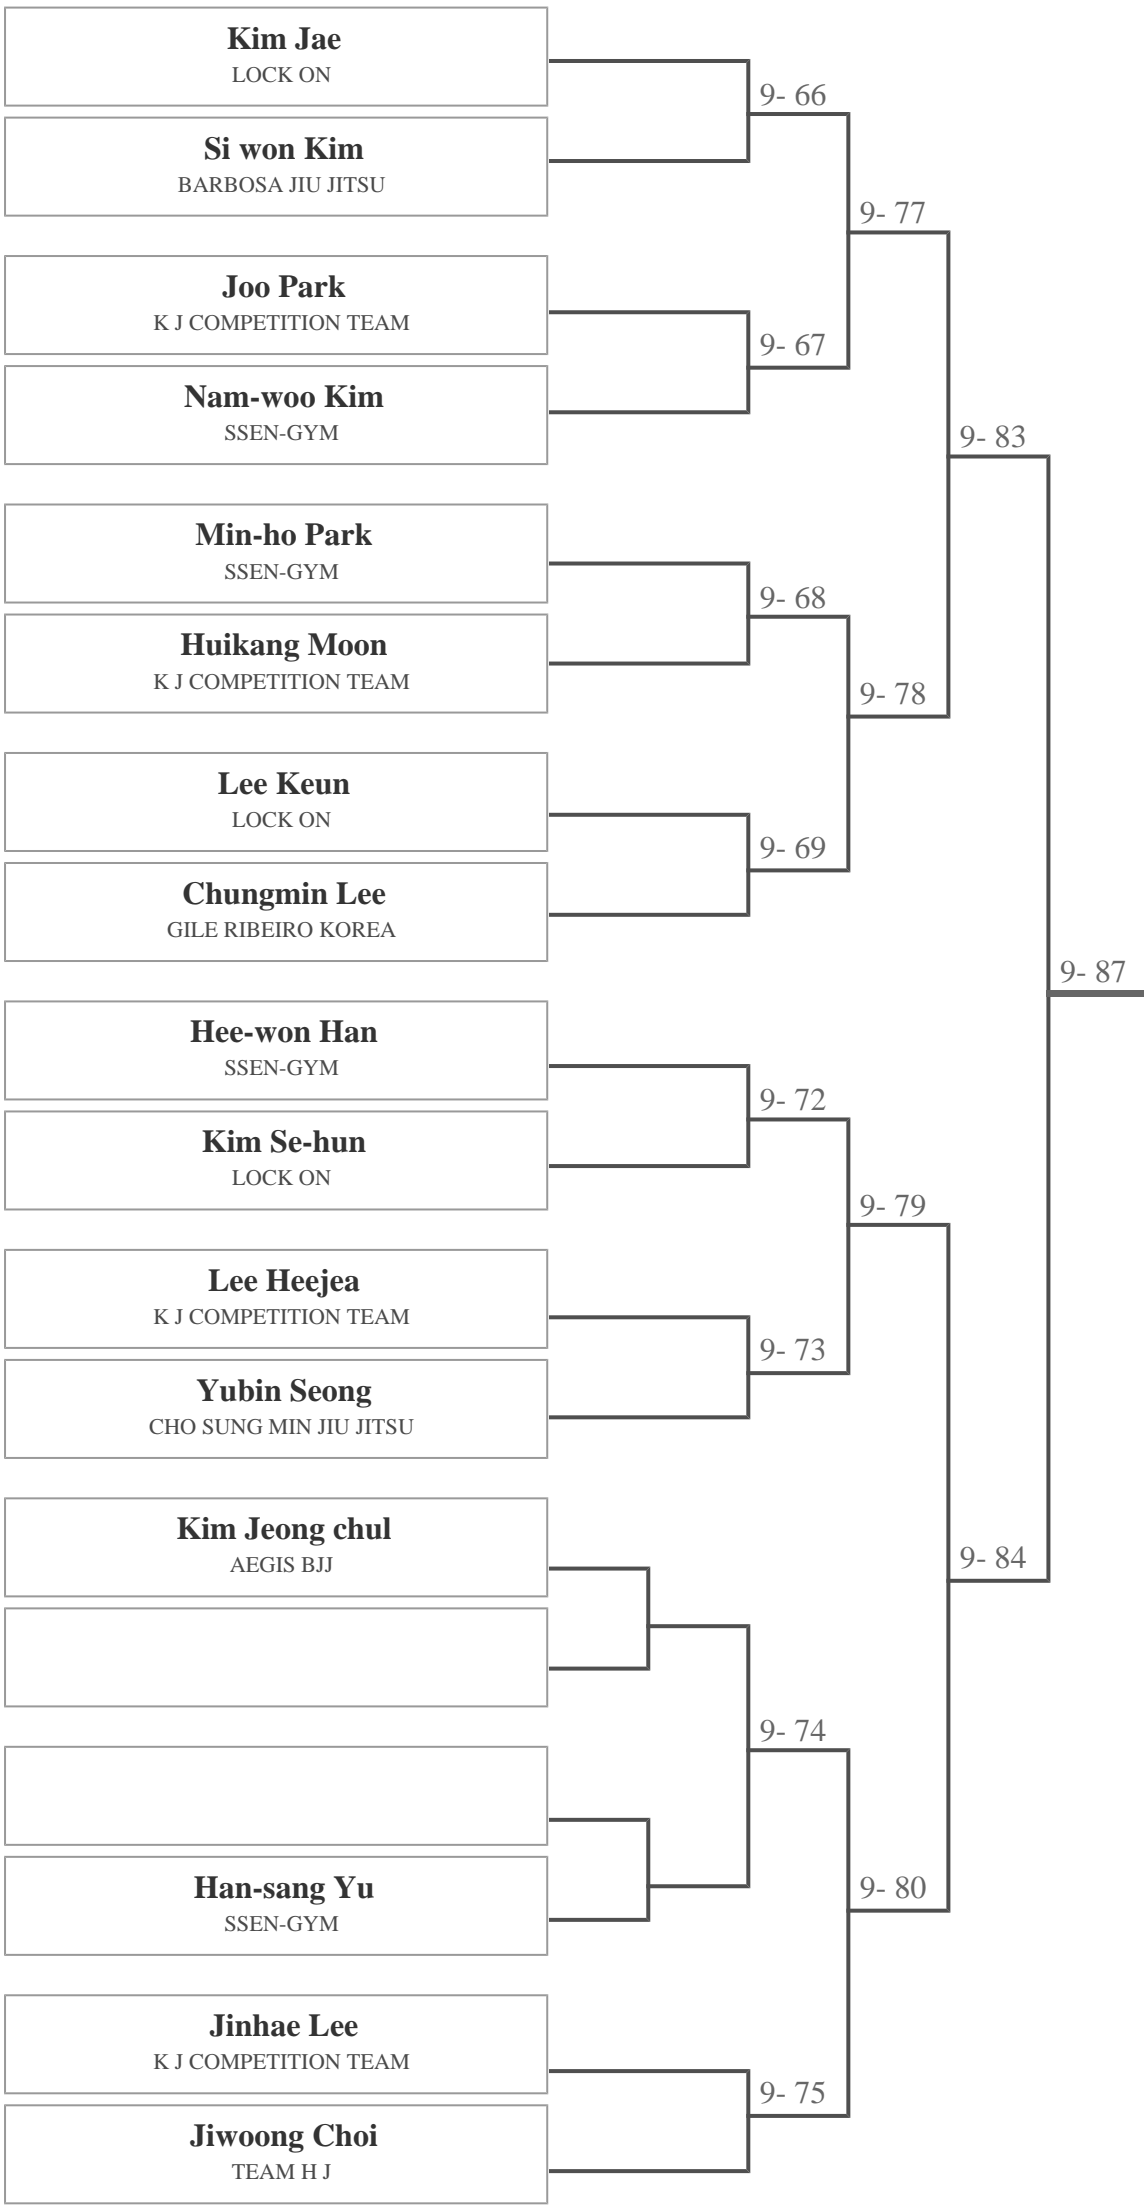 Kim Jae
LOCK ON
9- 66
Si won Kim
BARBOSA JIU JITSU
9- 77
Joo Park
K J COMPETITION TEAM
9- 67
Nam-woo Kim
SSEN-GYM
9- 83
Min-ho Park
SSEN-GYM
9- 68
Huikang Moon
K J COMPETITION TEAM
9- 78
Lee Keun
LOCK ON
9- 69
Chungmin Lee
GILE RIBEIRO KOREA
9- 87
Hee-won Han
SSEN-GYM
9- 72
Kim Se-hun
LOCK ON
9- 79
Lee Heejea
K J COMPETITION TEAM
9- 73
Yubin Seong
CHO SUNG MIN JIU JITSU
Kim Jeong chul
AEGIS BJJ
9- 84
9- 74
Han-sang Yu
SSEN-GYM
9- 80
Jinhae Lee
K J COMPETITION TEAM
9- 75
Jiwoong Choi
TEAM H J